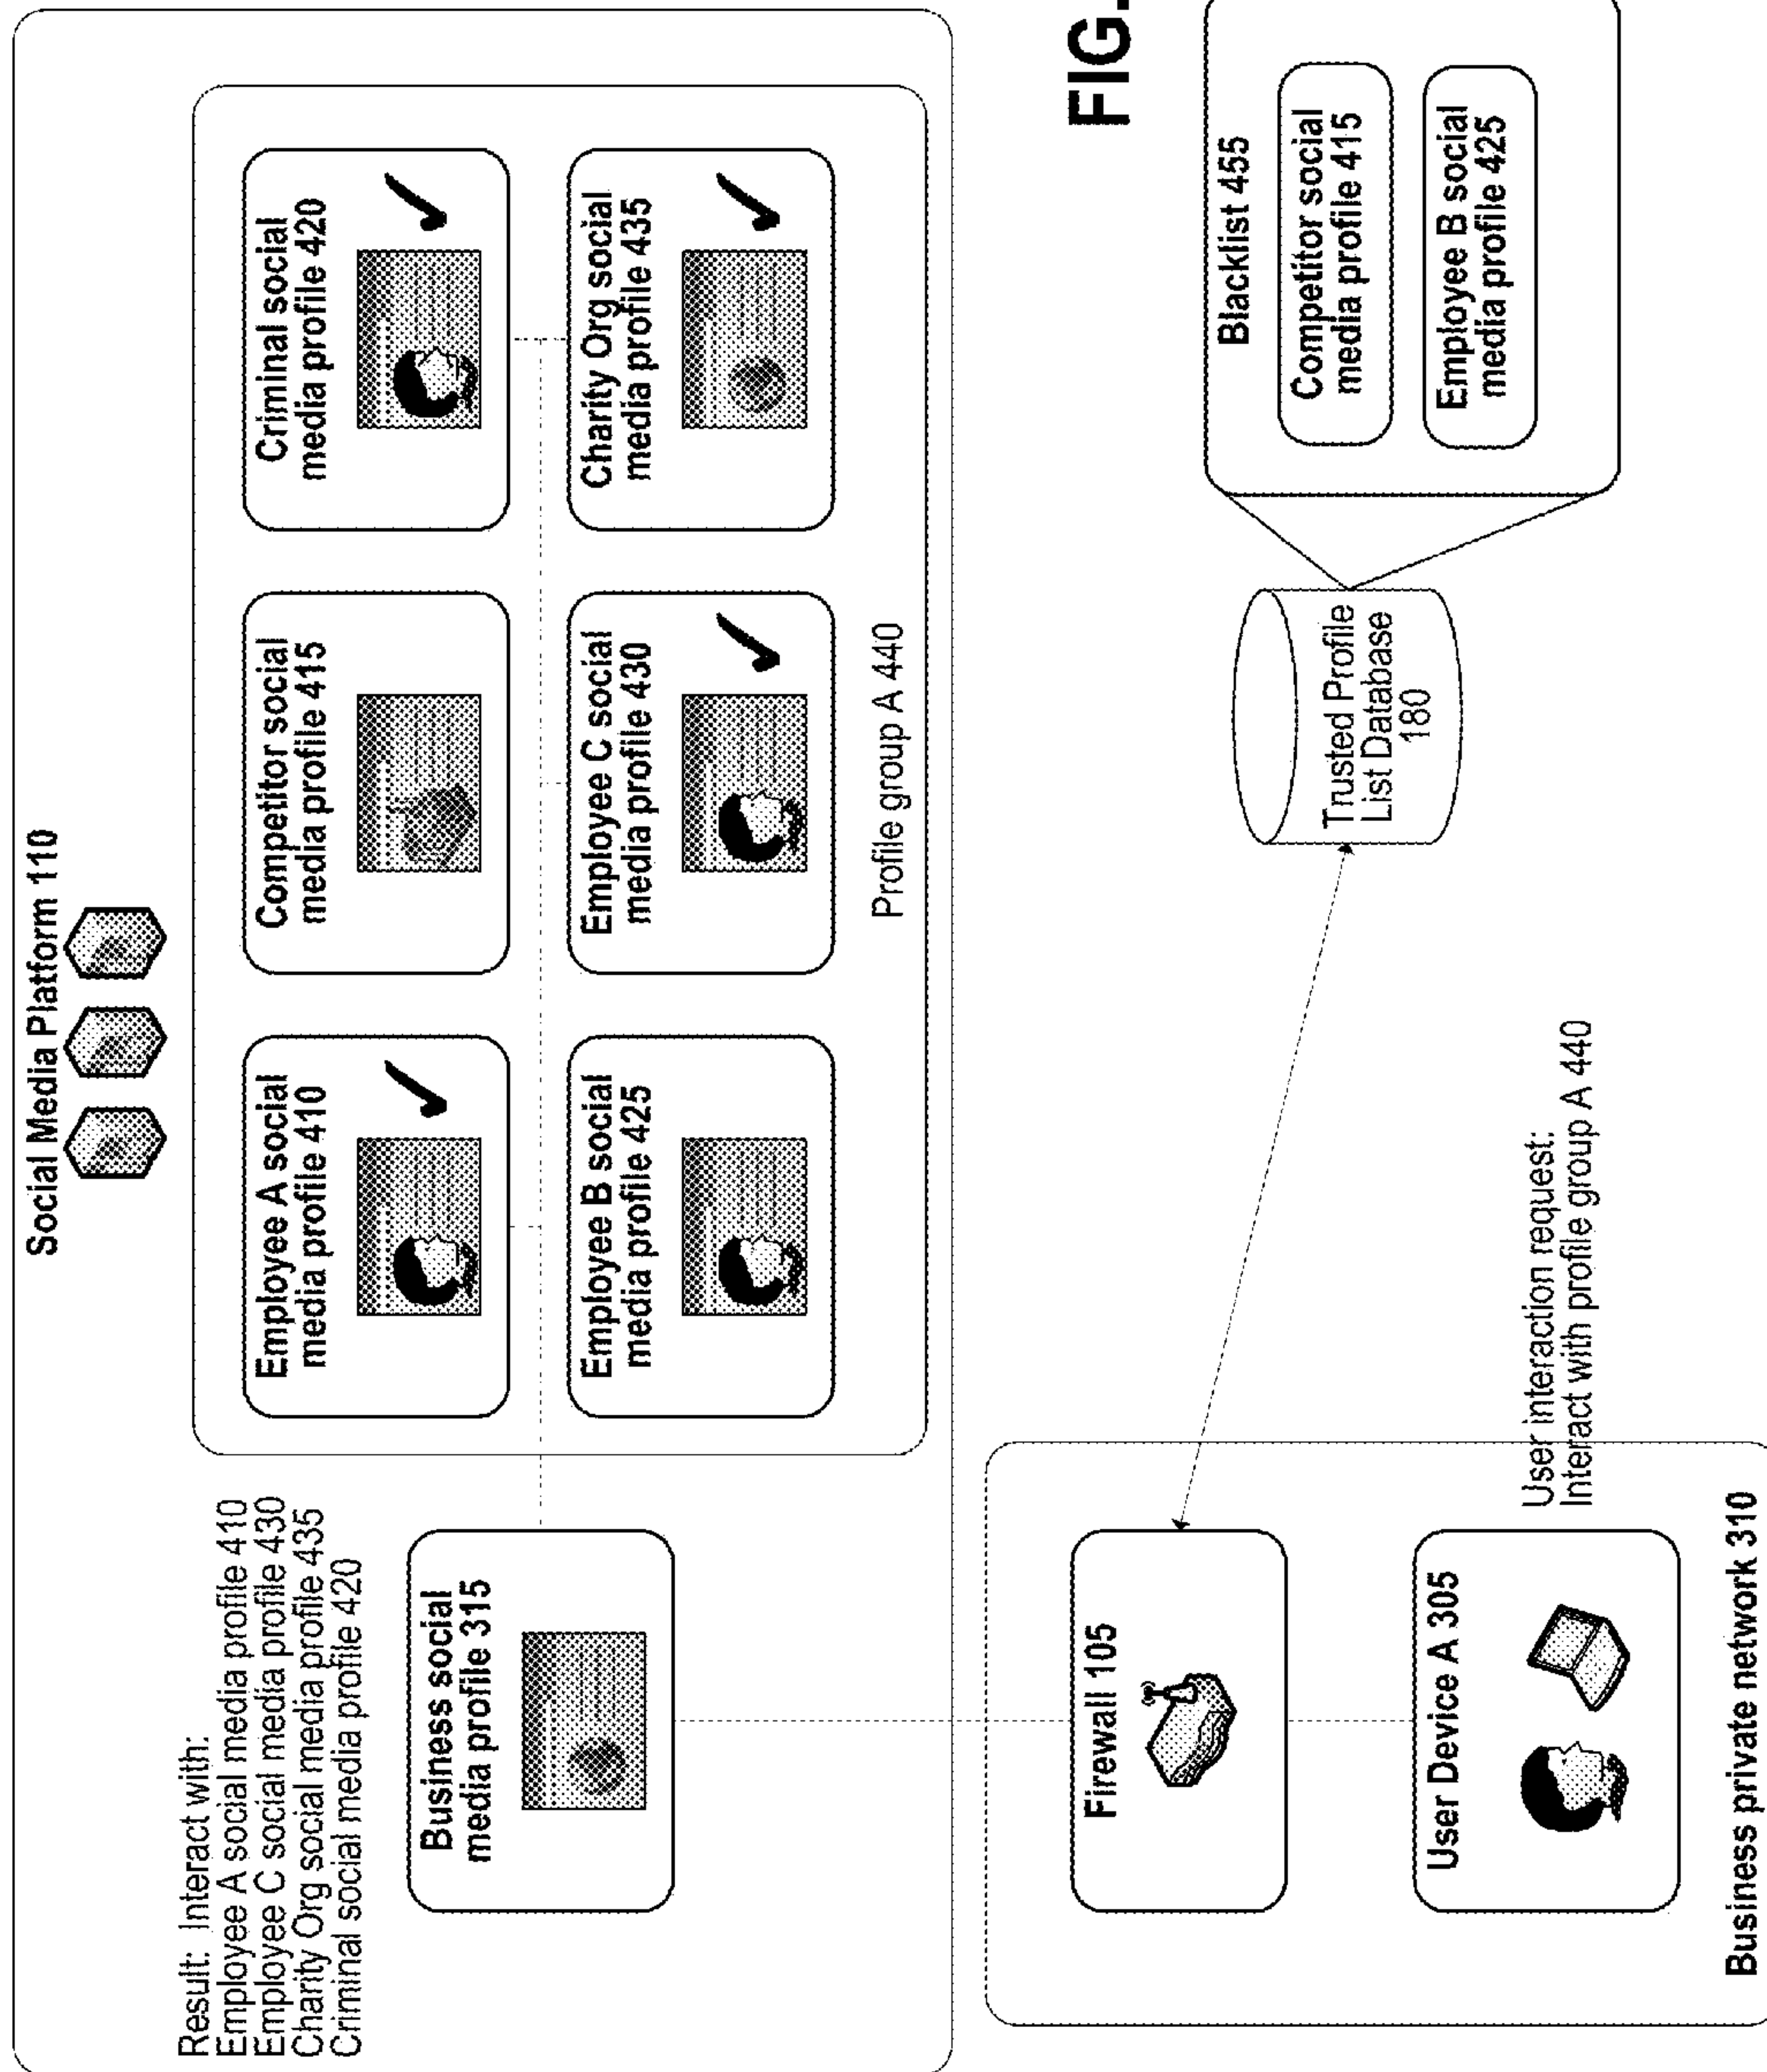 Social Media Platform 110
Result: Interact with:
Employee A social media profile 410
Employee C social media profile 430
Charity Org social media profile 435
Criminal social media profile 420
Business social
media profile 315
Employee A social
media profile 410
Competitor social
media profile 415
Criminal social
media profile 420
Employee B social
media profile 425
Employee C social
media profile 430
Charity Org social
media profile 435
Profile group A 440
Firewall 105
User Device A 305
Business private network 310
User interaction request:
Interact with profile group A 440
Trusted Profile
List Database
180
FIG.
Blacklist 455
Competitor social
media profile 415
Employee B social
media profile 425